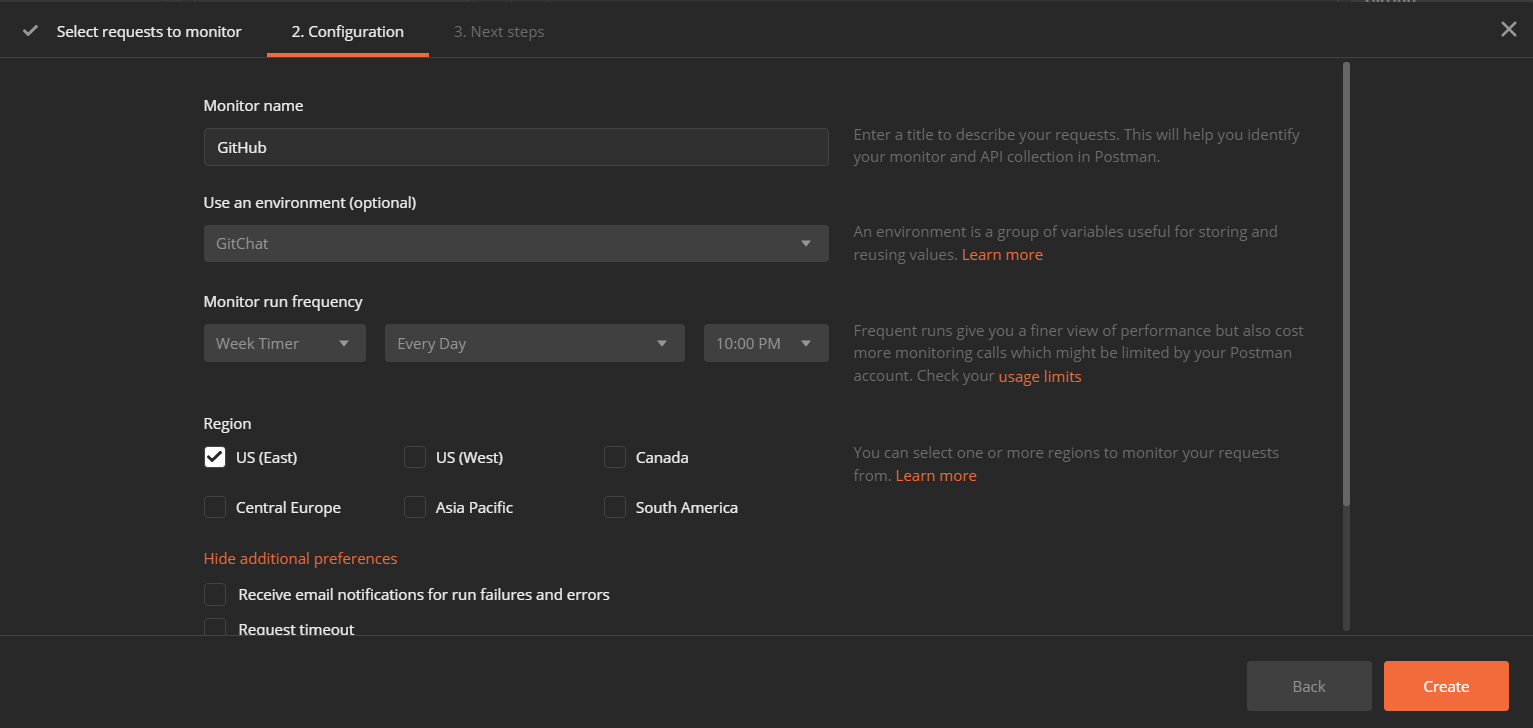 Select requests to monitor
2. Configuration
3. Next steps
Monitor name
GitHub
Enter a title to describe your requests. This will help you identify
your monitor and API collection in Postman.
Use an environment (optional)
GitChat
An environment is a group of variables useful for storing and
reusing values. Learn more
Monitor run frequency
Week Timer
Every Day
10:00 PM
Frequent runs give you a finer view of performance but also cost
more monitoring calls which might be limited by your Postman
account. Check your usage limits
Region
US (East)
US (West)
Canada
You can select one or more regions to monitor your requests
from. Learn more
Central Europe
Asia Pacific
South America
Hide additional preferences
Receive email notifications for run failures and errors
Request timeout
Back
Create